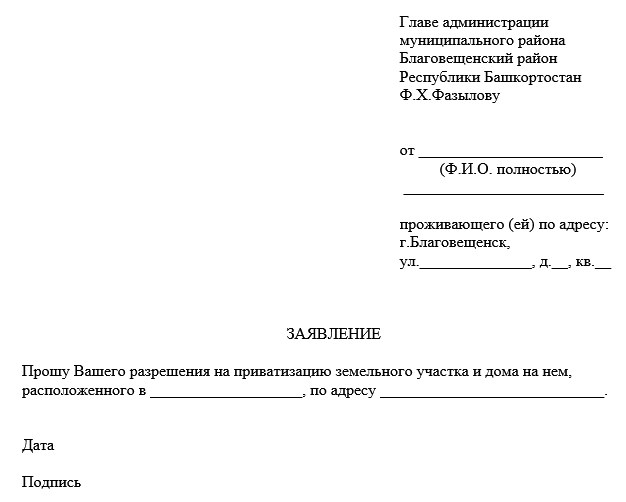 Главе администрации
муниципального района
Благовещенский район
Республики Башкортостан
Ф.Х.Фазылову
от _______________________
(Ф.И.О. полностью)
_________________________
проживающего (ей) по адресу:
г.Благовещенск,
ул.______________, д.__, кв.__
ЗАЯВЛЕНИЕ
Прошу Вашего разрешения на приватизацию земельного участка и дома на нем,
расположенного в ___________________, по адресу ____________________________.
Дата
Подпись